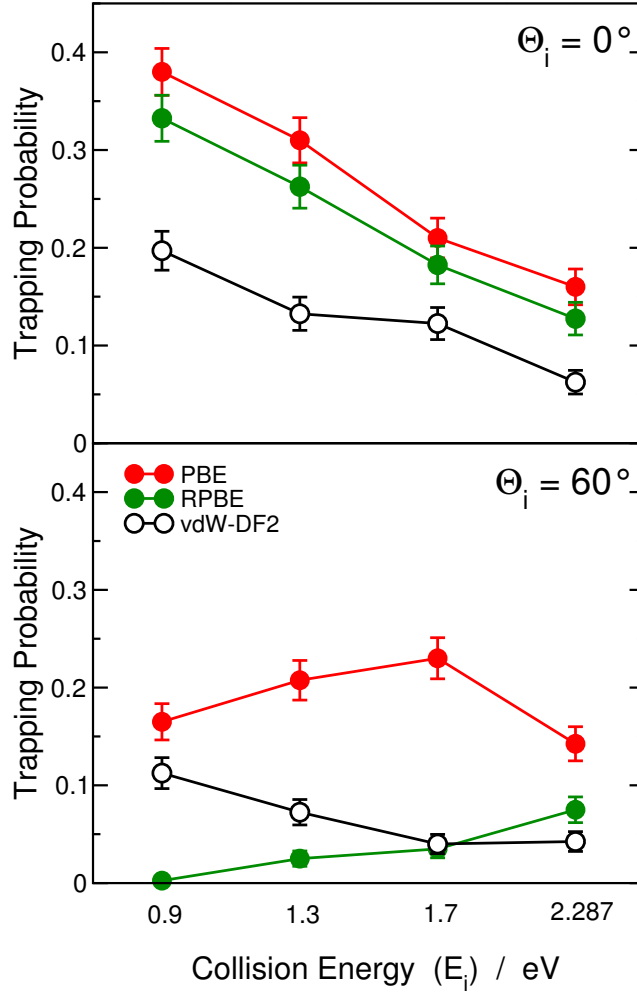 Θi = 0°
0.4
0.3
0.2
0.1
0
Trapping Probability
PBE
RPBE
vdW-DF2
Θi = 60°
0.4
0.3
0.2
0.1
0
Trapping Probability
0.9 1.3 1.7 2.287
Collision Energy (Ei) / eV